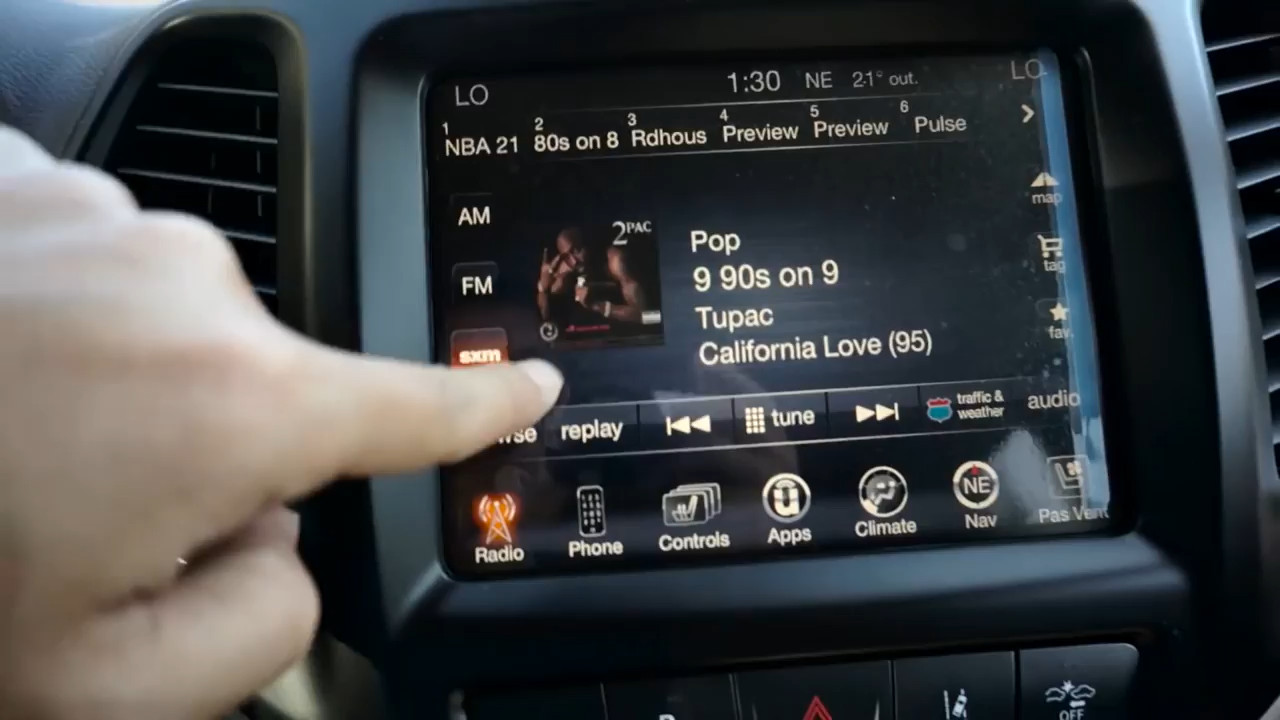 LO 1:30 NE 21° out. LO
1 NBA 21 2 80s on 8 3 Rdhous 4 Preview 5 Preview 6 Pulse
AM
FM
sxm
2PAC
Pop
9 90s on 9
Tupac
California Love (95)
map
tag
fav
replay tune traffic & weather audio
Radio Phone Controls Apps Climate NE Nav Pas Vent
OFF